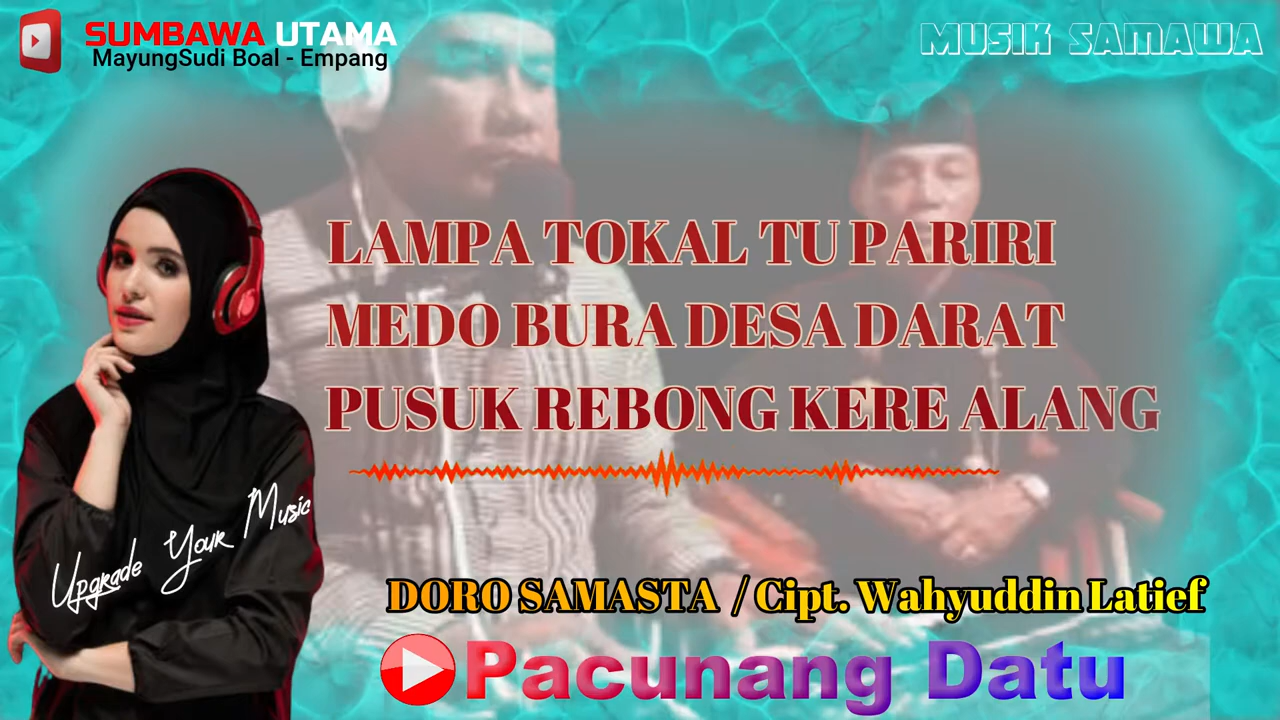 SUMBAWA UTAMA
MayungSudi Boal - Empang
MUSIK SAMAWA
LAMPA TOKAL TU PARIRI
MEDO BURA DESA DARAT
PUSUK REBONG KERE ALANG
Upgrade Your Music
DORO SAMASTA / Cipt. Wahyuddin Latief
Pacunang Datu